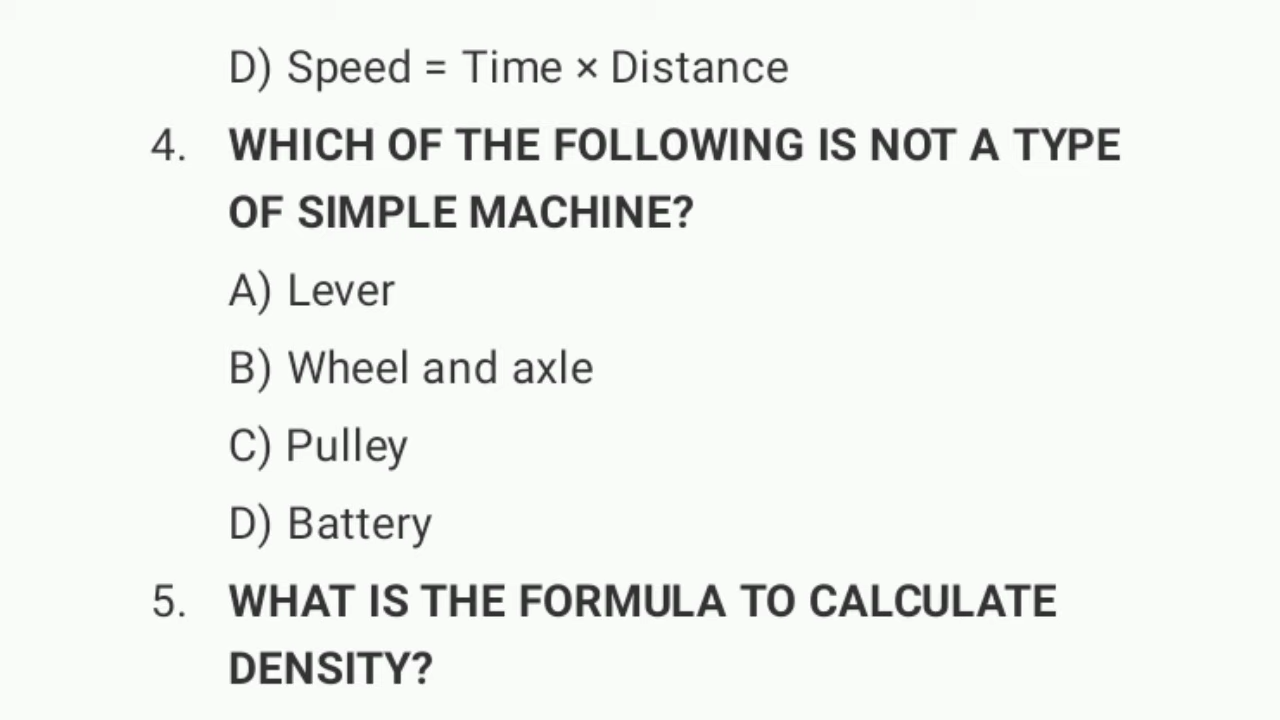 D) Speed = Time × Distance
4. WHICH OF THE FOLLOWING IS NOT A TYPE
OF SIMPLE MACHINE?
A) Lever
B) Wheel and axle
C) Pulley
D) Battery
5. WHAT IS THE FORMULA TO CALCULATE
DENSITY?